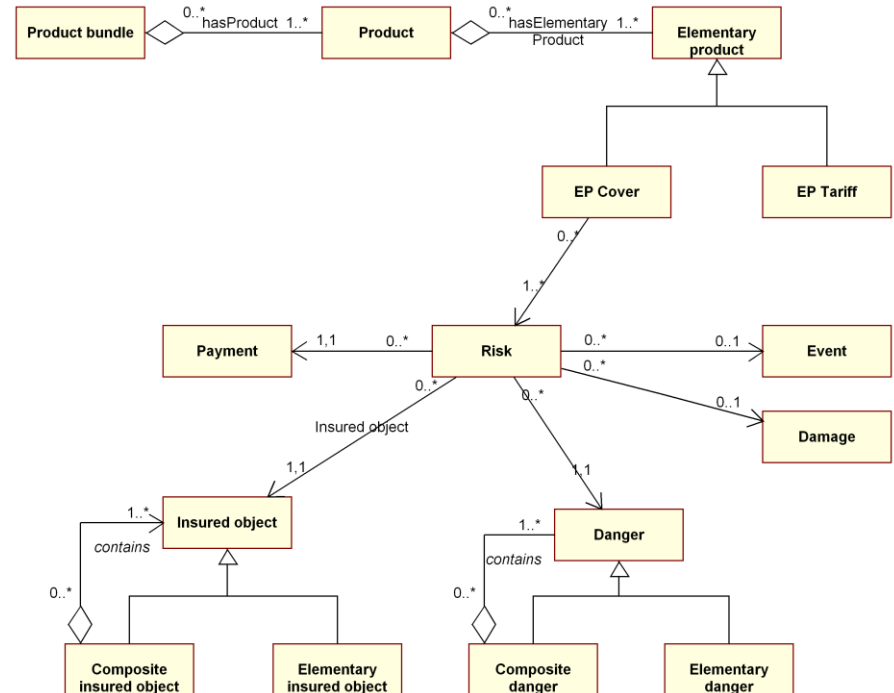 0..*
hasProduct 1..*
Product bundle
Product
0..*
hasElementary 1..*
Product
Elementary
product
EP Cover
EP Tariff
0..*
1..*
Payment
1,1
0..*
Risk
0..*
0..1
Event
0..*
0..1
Damage
0..*
0..*
Insured object
1,1
1,1
1..*
Insured object
contains
0..*
1..*
Danger
contains
0..*
Composite
insured object
Elementary
insured object
Composite
danger
Elementary
danger